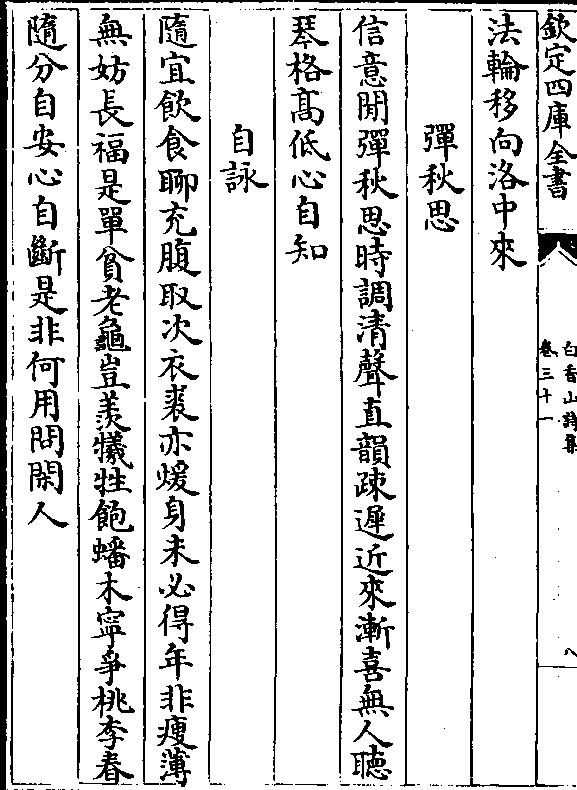 欽定四庫全書
白香山詩集
卷三十一
八
法輪移向洛中來
彈秋思
信意閒彈秋思時調清聲直韻疎遲近來漸喜無人聽
琴格髙低心自知
自詠
隨宜飲食聊充腹取次衣裘亦煖身未必得年非瘦薄
無妨長福是單貧老龜豈羨犧牲飽蟠木寜爭桃李春
隨分自安心自斷是非何用問閑人